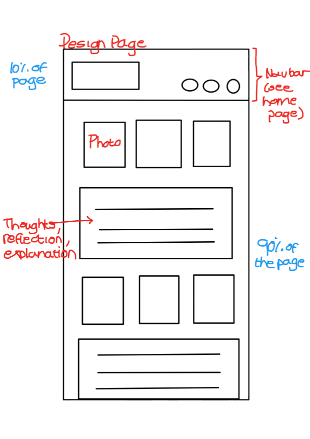 Design Page
10% of
page
Navbar
(see
home
page)
Photo
Thoughts,
reflection,
explanation
90% of
the page